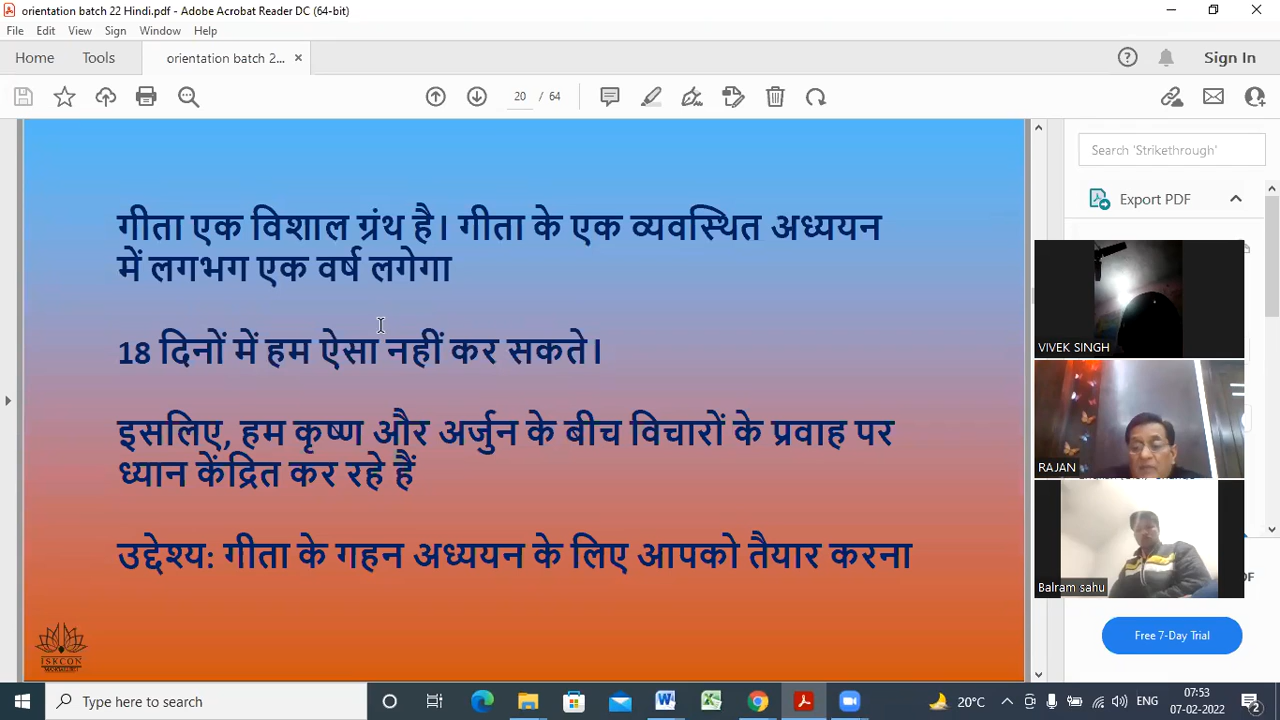 orientation batch 22 Hindi.pdf - Adobe Acrobat Reader DC (64-bit)
File Edit View Sign Window Help
Home Tools orientation batch 2... Sign In
20 / 64
Search 'Strikethrough'
Export PDF
गीता एक विशाल ग्रंथ है। गीता के एक व्यवस्थित अध्ययन
में लगभग एक वर्ष लगेगा
18 दिनों में हम ऐसा नहीं कर सकते।
इसलिए, हम कृष्ण और अर्जुन के बीच विचारों के प्रवाह पर
ध्यान केंद्रित कर रहे हैं
उद्देश्य: गीता के गहन अध्ययन के लिए आपको तैयार करना
ISKCON
VIVEK SINGH
RAJAN
Balram sahu
Free 7-Day Trial
Type here to search
20°C
ENG
07:53
07-02-2022
2